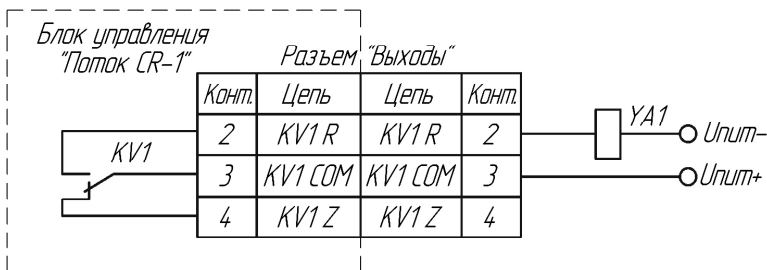 Блок управления
"Поток CR-1"
Разъем "Выходы"
Конт. Цепь Цепь Конт.
2 KV1 R KV1 R 2
3 KV1 COM KV1 COM 3
4 KV1 Z KV1 Z 4
KV1
YA1
Uпит-
Uпит+